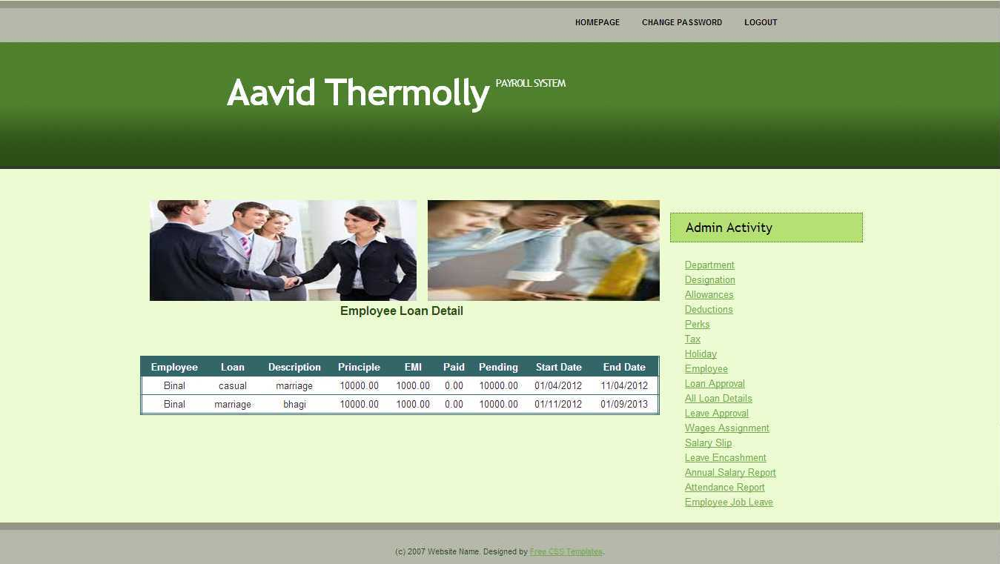 HOMEPAGE CHANGE PASSWORD LOGOUT
Aavid Thermolly PAYROLL SYSTEM
Employee Loan Detail
Employee Loan Description Principle EMI Paid Pending Start Date End Date
Binal casual marriage 10000.00 1000.00 0.00 10000.00 01/04/2012 11/04/2012
Binal marriage bhagi 10000.00 1000.00 0.00 10000.00 01/11/2012 01/09/2013
Admin Activity
Department
Designation
Allowances
Deductions
Perks
Tax
Holiday
Employee
Loan Approval
All Loan Details
Leave Approval
Wages Assignment
Salary Slip
Leave Encashment
Annual Salary Report
Attendance Report
Employee Job Leave
(c) 2007 Website Name. Designed by Free CSS Templates.